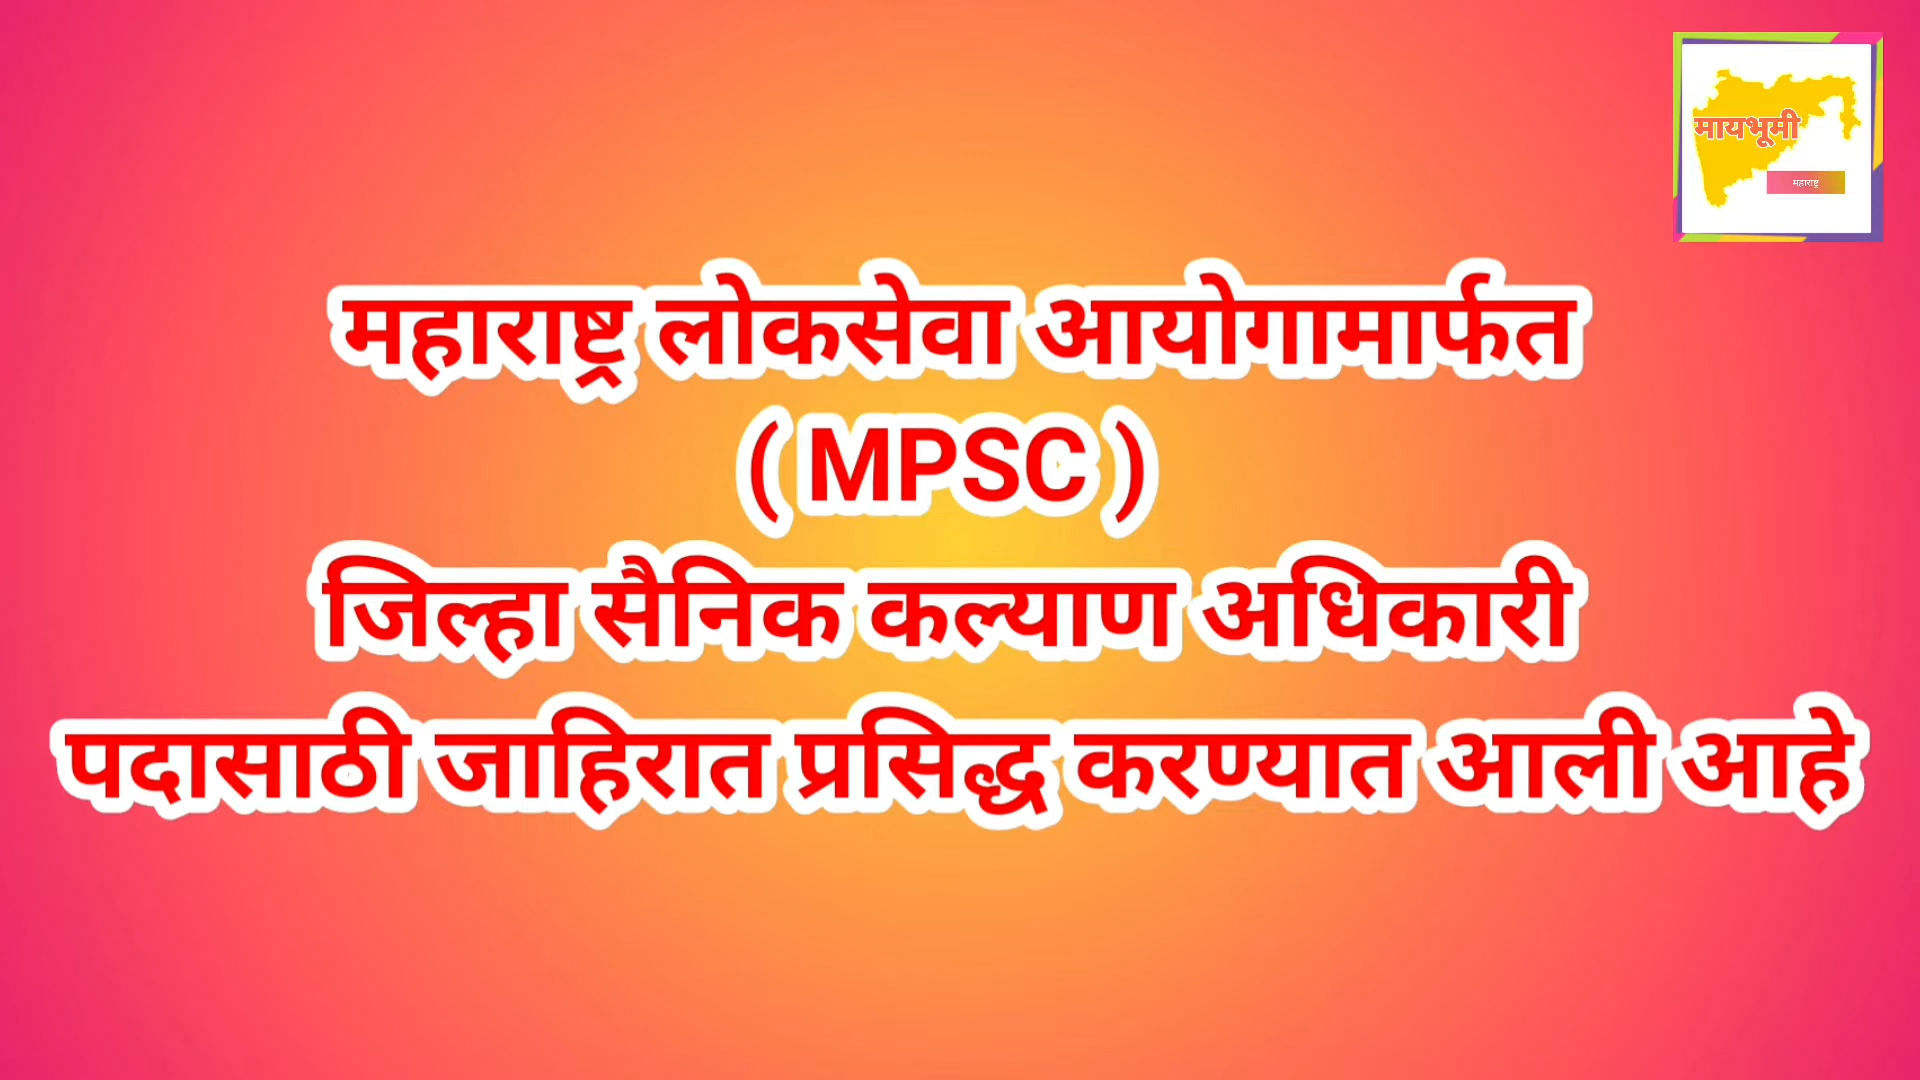 मायभूमी
महाराष्ट्र
महाराष्ट्र लोकसेवा आयोगामार्फत
( MPSC )
जिल्हा सैनिक कल्याण अधिकारी
पदासाठी जाहिरात प्रसिद्ध करण्यात आली आहे